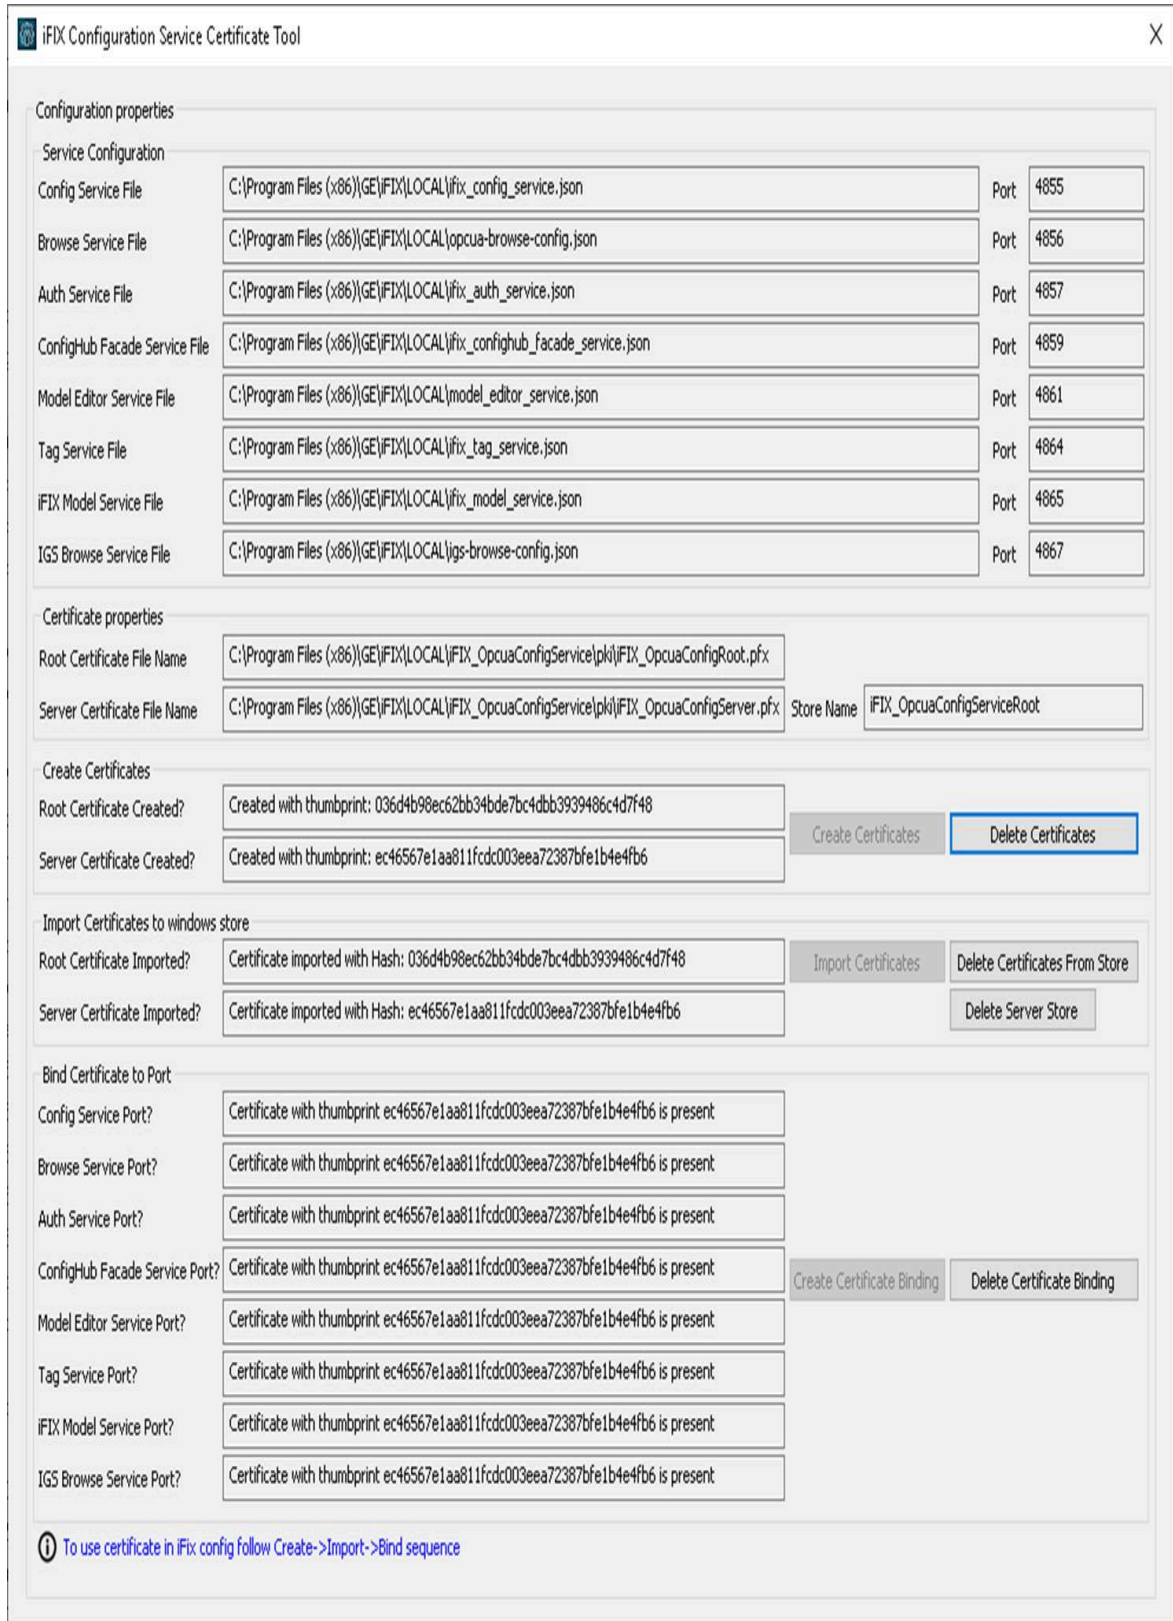 iFIX Configuration Service Certificate Tool
Configuration properties
Service Configuration
Config Service File C:\Program Files (x86)\GE\iFIX\LOCAL\ifix_config_service.json Port 4855
Browse Service File C:\Program Files (x86)\GE\iFIX\LOCAL\opcua-browse-config.json Port 4856
Auth Service File C:\Program Files (x86)\GE\iFIX\LOCAL\ifix_auth_service.json Port 4857
ConfigHub Facade Service File C:\Program Files (x86)\GE\iFIX\LOCAL\ifix_confighub_facade_service.json Port 4859
Model Editor Service File C:\Program Files (x86)\GE\iFIX\LOCAL\model_editor_service.json Port 4861
Tag Service File C:\Program Files (x86)\GE\iFIX\LOCAL\ifix_tag_service.json Port 4864
iFIX Model Service File C:\Program Files (x86)\GE\iFIX\LOCAL\ifix_model_service.json Port 4865
IGS Browse Service File C:\Program Files (x86)\GE\iFIX\LOCAL\igs-browse-config.json Port 4867
Certificate properties
Root Certificate File Name C:\Program Files (x86)\GE\iFIX\LOCAL\iFIX_OpcuaConfigService\pki\iFIX_OpcuaConfigRoot.pfx
Server Certificate File Name C:\Program Files (x86)\GE\iFIX\LOCAL\iFIX_OpcuaConfigService\pki\iFIX_OpcuaConfigServer.pfx Store Name iFIX_OpcuaConfigServiceRoot
Create Certificates
Root Certificate Created? Created with thumbprint: 036d4b98ec62bb34bde7bc4dbb3939486c4d7f48
Create Certificates Delete Certificates
Server Certificate Created? Created with thumbprint: ec46567e1aa811fcdc003eea72387bfe1b4e4fb6
Import Certificates to windows store
Root Certificate Imported? Certificate imported with Hash: 036d4b98ec62bb34bde7bc4dbb3939486c4d7f48 Import Certificates Delete Certificates From Store
Server Certificate Imported? Certificate imported with Hash: ec46567e1aa811fcdc003eea72387bfe1b4e4fb6 Delete Server Store
Bind Certificate to Port
Config Service Port? Certificate with thumbprint ec46567e1aa811fcdc003eea72387bfe1b4e4fb6 is present
Browse Service Port? Certificate with thumbprint ec46567e1aa811fcdc003eea72387bfe1b4e4fb6 is present
Auth Service Port? Certificate with thumbprint ec46567e1aa811fcdc003eea72387bfe1b4e4fb6 is present
ConfigHub Facade Service Port? Certificate with thumbprint ec46567e1aa811fcdc003eea72387bfe1b4e4fb6 is present Create Certificate Binding Delete Certificate Binding
Model Editor Service Port? Certificate with thumbprint ec46567e1aa811fcdc003eea72387bfe1b4e4fb6 is present
Tag Service Port? Certificate with thumbprint ec46567e1aa811fcdc003eea72387bfe1b4e4fb6 is present
iFIX Model Service Port? Certificate with thumbprint ec46567e1aa811fcdc003eea72387bfe1b4e4fb6 is present
IGS Browse Service Port? Certificate with thumbprint ec46567e1aa811fcdc003eea72387bfe1b4e4fb6 is present
To use certificate in iFix config follow Create->Import->Bind sequence